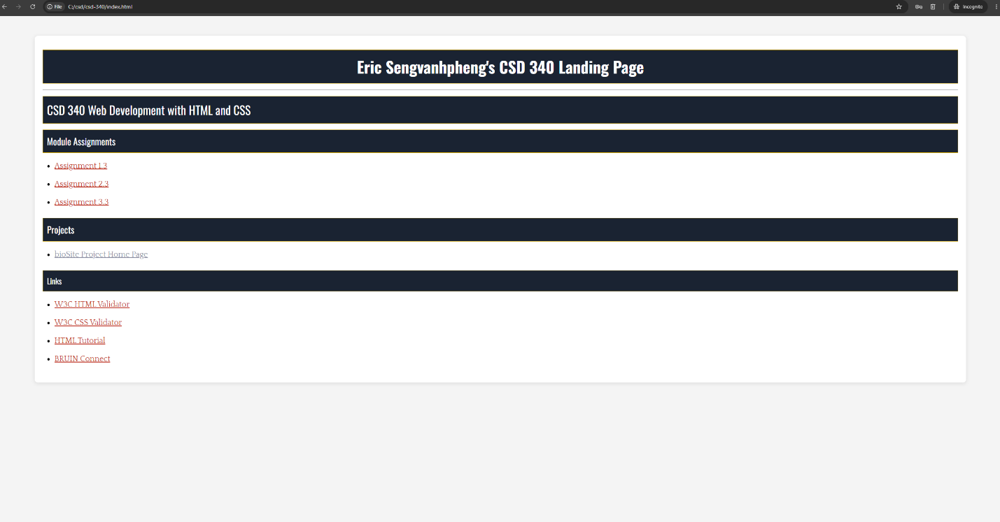 File C:/csd/csd-340/index.html Incognito
Eric Sengvanhpheng's CSD 340 Landing Page
CSD 340 Web Development with HTML and CSS
Module Assignments
Assignment 1.3
Assignment 2.3
Assignment 3.3
Projects
bioSite Project Home Page
Links
W3C HTML Validator
W3C CSS Validator
HTML Tutorial
BRUIN Connect